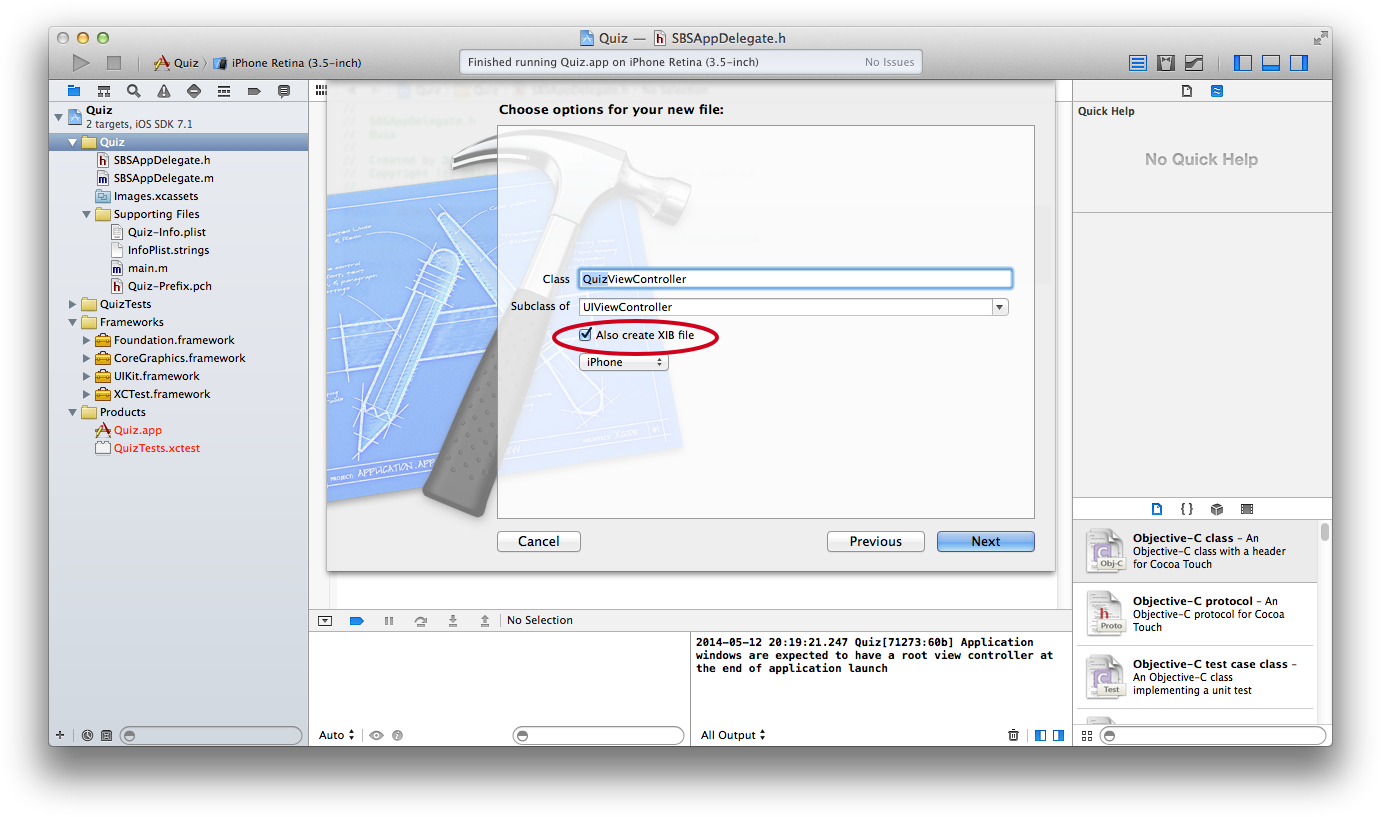 Quiz — SBSAppDelegate.h
Quiz
iPhone Retina (3.5-inch)
Finished running Quiz.app on iPhone Retina (3.5-inch)
No Issues
Quiz
2 targets, iOS SDK 7.1
Quiz
SBSAppDelegate.h
SBSAppDelegate.m
Images.xcassets
Supporting Files
Quiz-Info.plist
InfoPlist.strings
main.m
Quiz-Prefix.pch
QuizTests
Frameworks
Foundation.framework
CoreGraphics.framework
UIKit.framework
XCTest.framework
Products
Quiz.app
QuizTests.xctest
Choose options for your new file:
Class QuizViewController
Subclass of UIViewController
Also create XIB file
iPhone
PROJECT: APPLICATION.APP
Cancel
Previous
Next
No Selection
2014-05-12 20:19:21.247 Quiz[71273:60b] Application
windows are expected to have a root view controller at
the end of application launch
Auto
All Output
Quick Help
No Quick Help
{ }
C
Obj-C
Objective-C class – An
Objective-C class with a header
for Cocoa Touch
h
Proto
Objective-C protocol – An
Objective-C protocol for Cocoa
Touch
C
Test
Objective-C test case class –
An Objective-C class
implementing a unit test